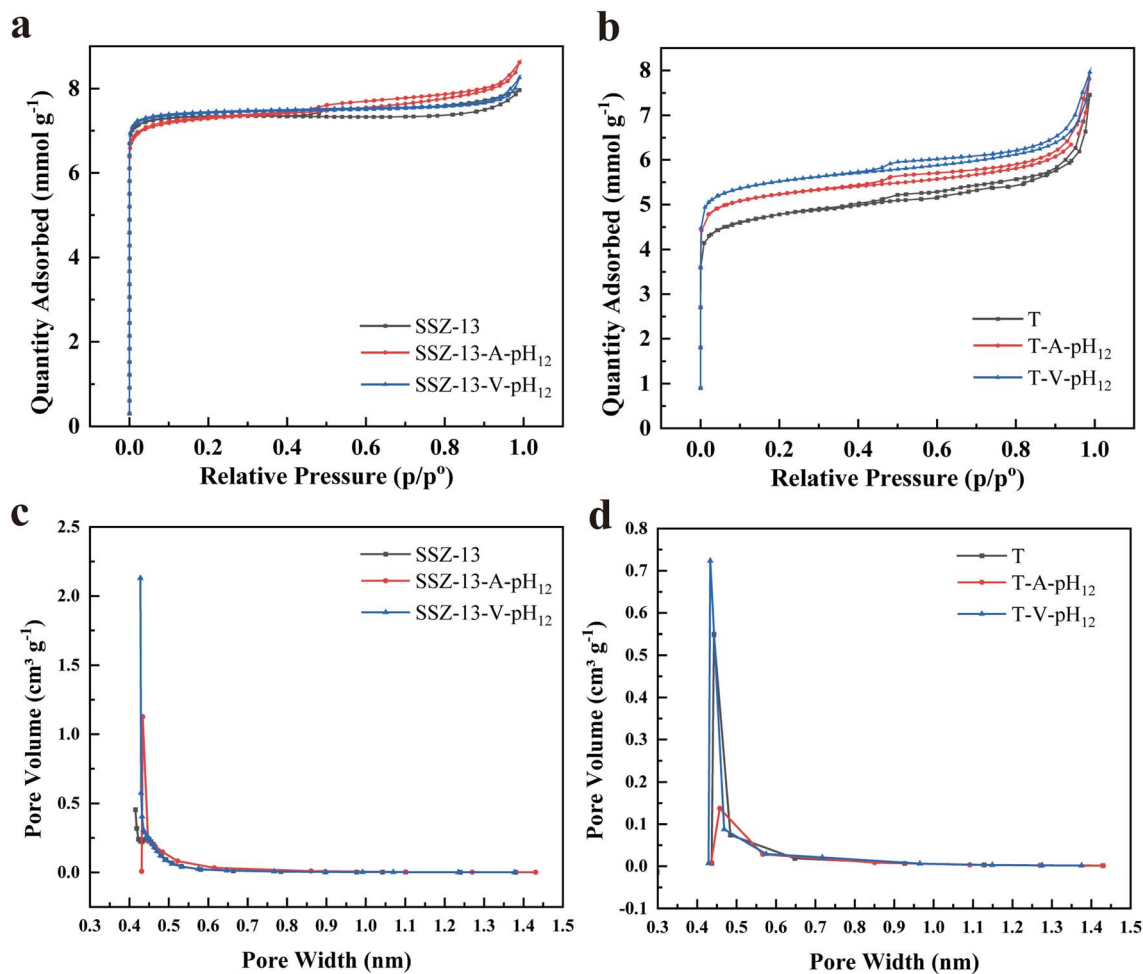 a
Quantity Adsorbed (mmol g⁻¹)
8
6
4
2
0
0.0 0.2 0.4 0.6 0.8 1.0
Relative Pressure (p/pº)
SSZ-13
SSZ-13-A-pH₁₂
SSZ-13-V-pH₁₂
b
Quantity Adsorbed (mmol g⁻¹)
8
7
6
5
4
3
2
1
0
0.0 0.2 0.4 0.6 0.8 1.0
Relative Pressure (p/pº)
T
T-A-pH₁₂
T-V-pH₁₂
c
Pore Volume (cm³ g⁻¹)
2.5
2.0
1.5
1.0
0.5
0.0
0.3 0.4 0.5 0.6 0.7 0.8 0.9 1.0 1.1 1.2 1.3 1.4 1.5
Pore Width (nm)
SSZ-13
SSZ-13-A-pH₁₂
SSZ-13-V-pH₁₂
d
Pore Volume (cm³ g⁻¹)
0.8
0.7
0.6
0.5
0.4
0.3
0.2
0.1
0.0
-0.1
0.3 0.4 0.5 0.6 0.7 0.8 0.9 1.0 1.1 1.2 1.3 1.4 1.5
Pore Width (nm)
T
T-A-pH₁₂
T-V-pH₁₂